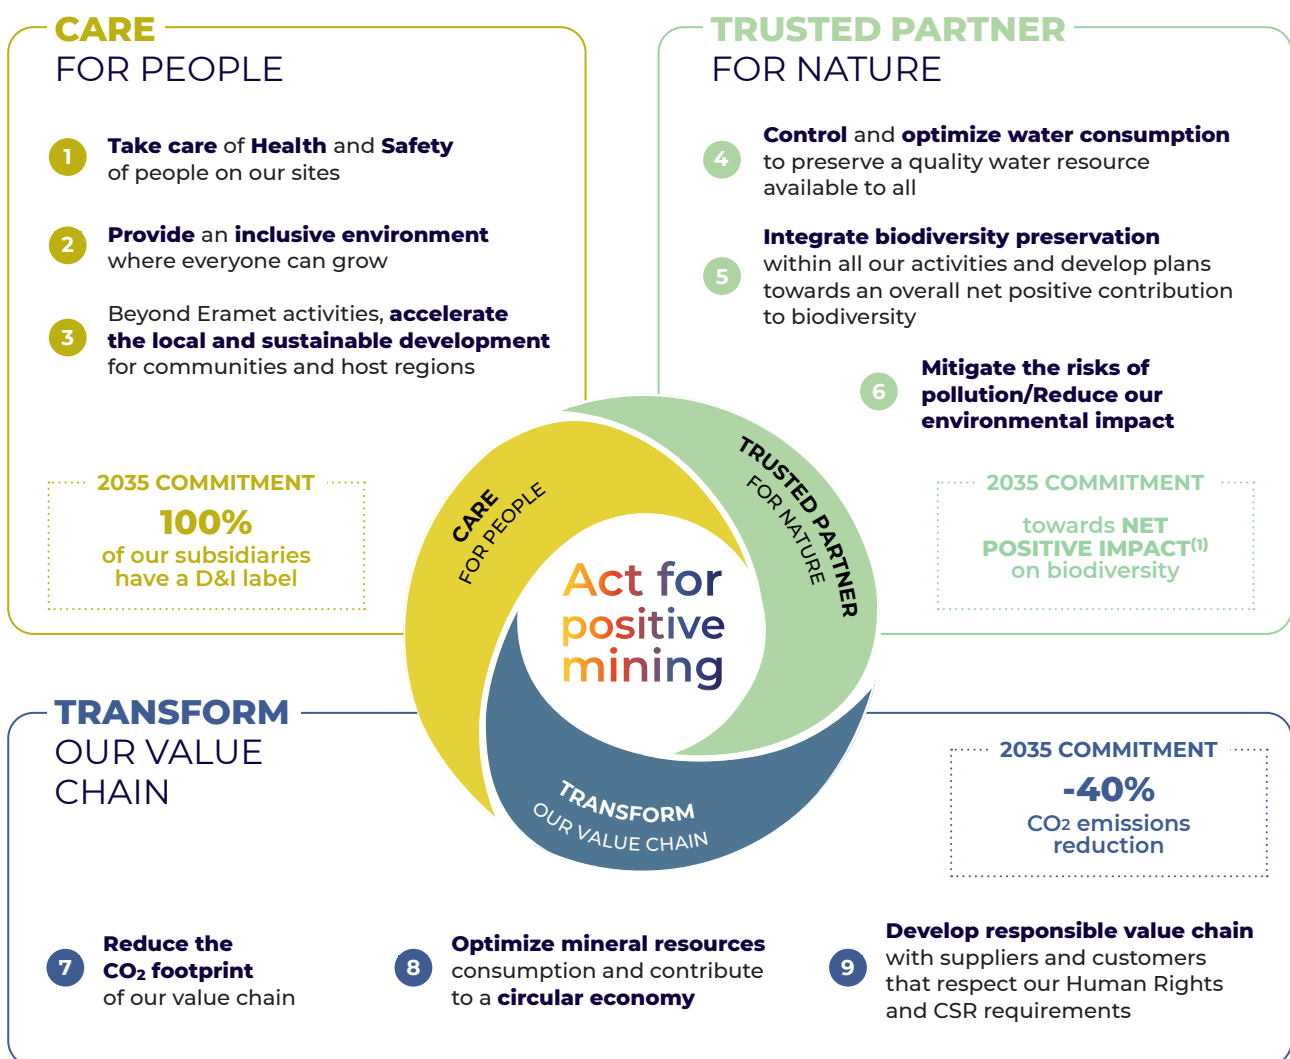 CARE
FOR PEOPLE
1
Take care of Health and Safety
of people on our sites
2
Provide an inclusive environment
where everyone can grow
3
Beyond Eramet activities, accelerate
the local and sustainable development
for communities and host regions
2035 COMMITMENT
100%
of our subsidiaries
have a D&I label
TRUSTED PARTNER
FOR NATURE
4
Control and optimize water consumption
to preserve a quality water resource
available to all
5
Integrate biodiversity preservation
within all our activities and develop plans
towards an overall net positive contribution
to biodiversity
6
Mitigate the risks of
pollution/Reduce our
environmental impact
2035 COMMITMENT
towards NET
POSITIVE IMPACT(1)
on biodiversity
CARE
FOR PEOPLE
TRUSTED PARTNER
FOR NATURE
Act for
positive
mining
TRANSFORM
OUR VALUE CHAIN
TRANSFORM
OUR VALUE
CHAIN
2035 COMMITMENT
-40%
CO2 emissions
reduction
7
Reduce the
CO2 footprint
of our value chain
8
Optimize mineral resources
consumption and contribute
to a circular economy
9
Develop responsible value chain
with suppliers and customers
that respect our Human Rights
and CSR requirements